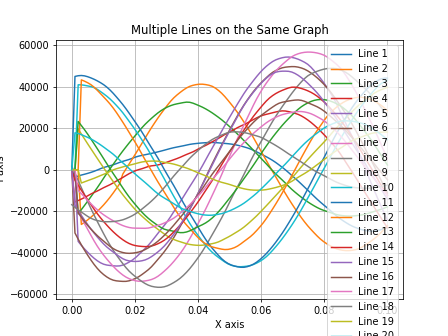 Multiple Lines on the Same Graph
60000
40000
20000
0
−20000
−40000
−60000
0.00
0.02
0.04
0.06
X axis
Line 1
Line 2
Line 3
Line 4
Line 5
Line 6
Line 7
Line 8
Line 9
Line 10
Line 11
Line 12
Line 13
Line 14
Line 15
Line 16
Line 17
Line 18
Line 19
Line 20